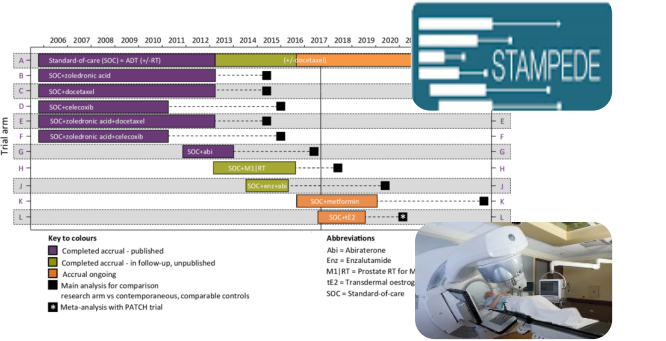 2006 2007 2008 2009 2010 2011 2012 2013 2014 2015 2016 2017 2018 2019 2020
STAMPEDE
Trial arm
A Standard-of-care (SOC) = ADT (+/-RT) (+/-docetaxel)
B SOC+zoledronic acid
C SOC+docetaxel
D SOC+celecoxib
E SOC+zoledronic acid+docetaxel E
F SOC+zoledronic acid+celecoxib F
G SOC+abi G
H SOC+M1|RT H
J SOC+enz+abi J
K SOC+metformin K
L SOC+tE2 * L
Key to colours
Completed accrual - published
Completed accrual - in follow-up, unpublished
Accrual ongoing
Main analysis for comparison
research arm vs contemporaneous, comparable controls
* Meta-analysis with PATCH trial
Abbreviations
Abi = Abiraterone
Enz = Enzalutamide
M1|RT = Prostate RT for M
tE2 = Transdermal oestrog
SOC = Standard-of-care